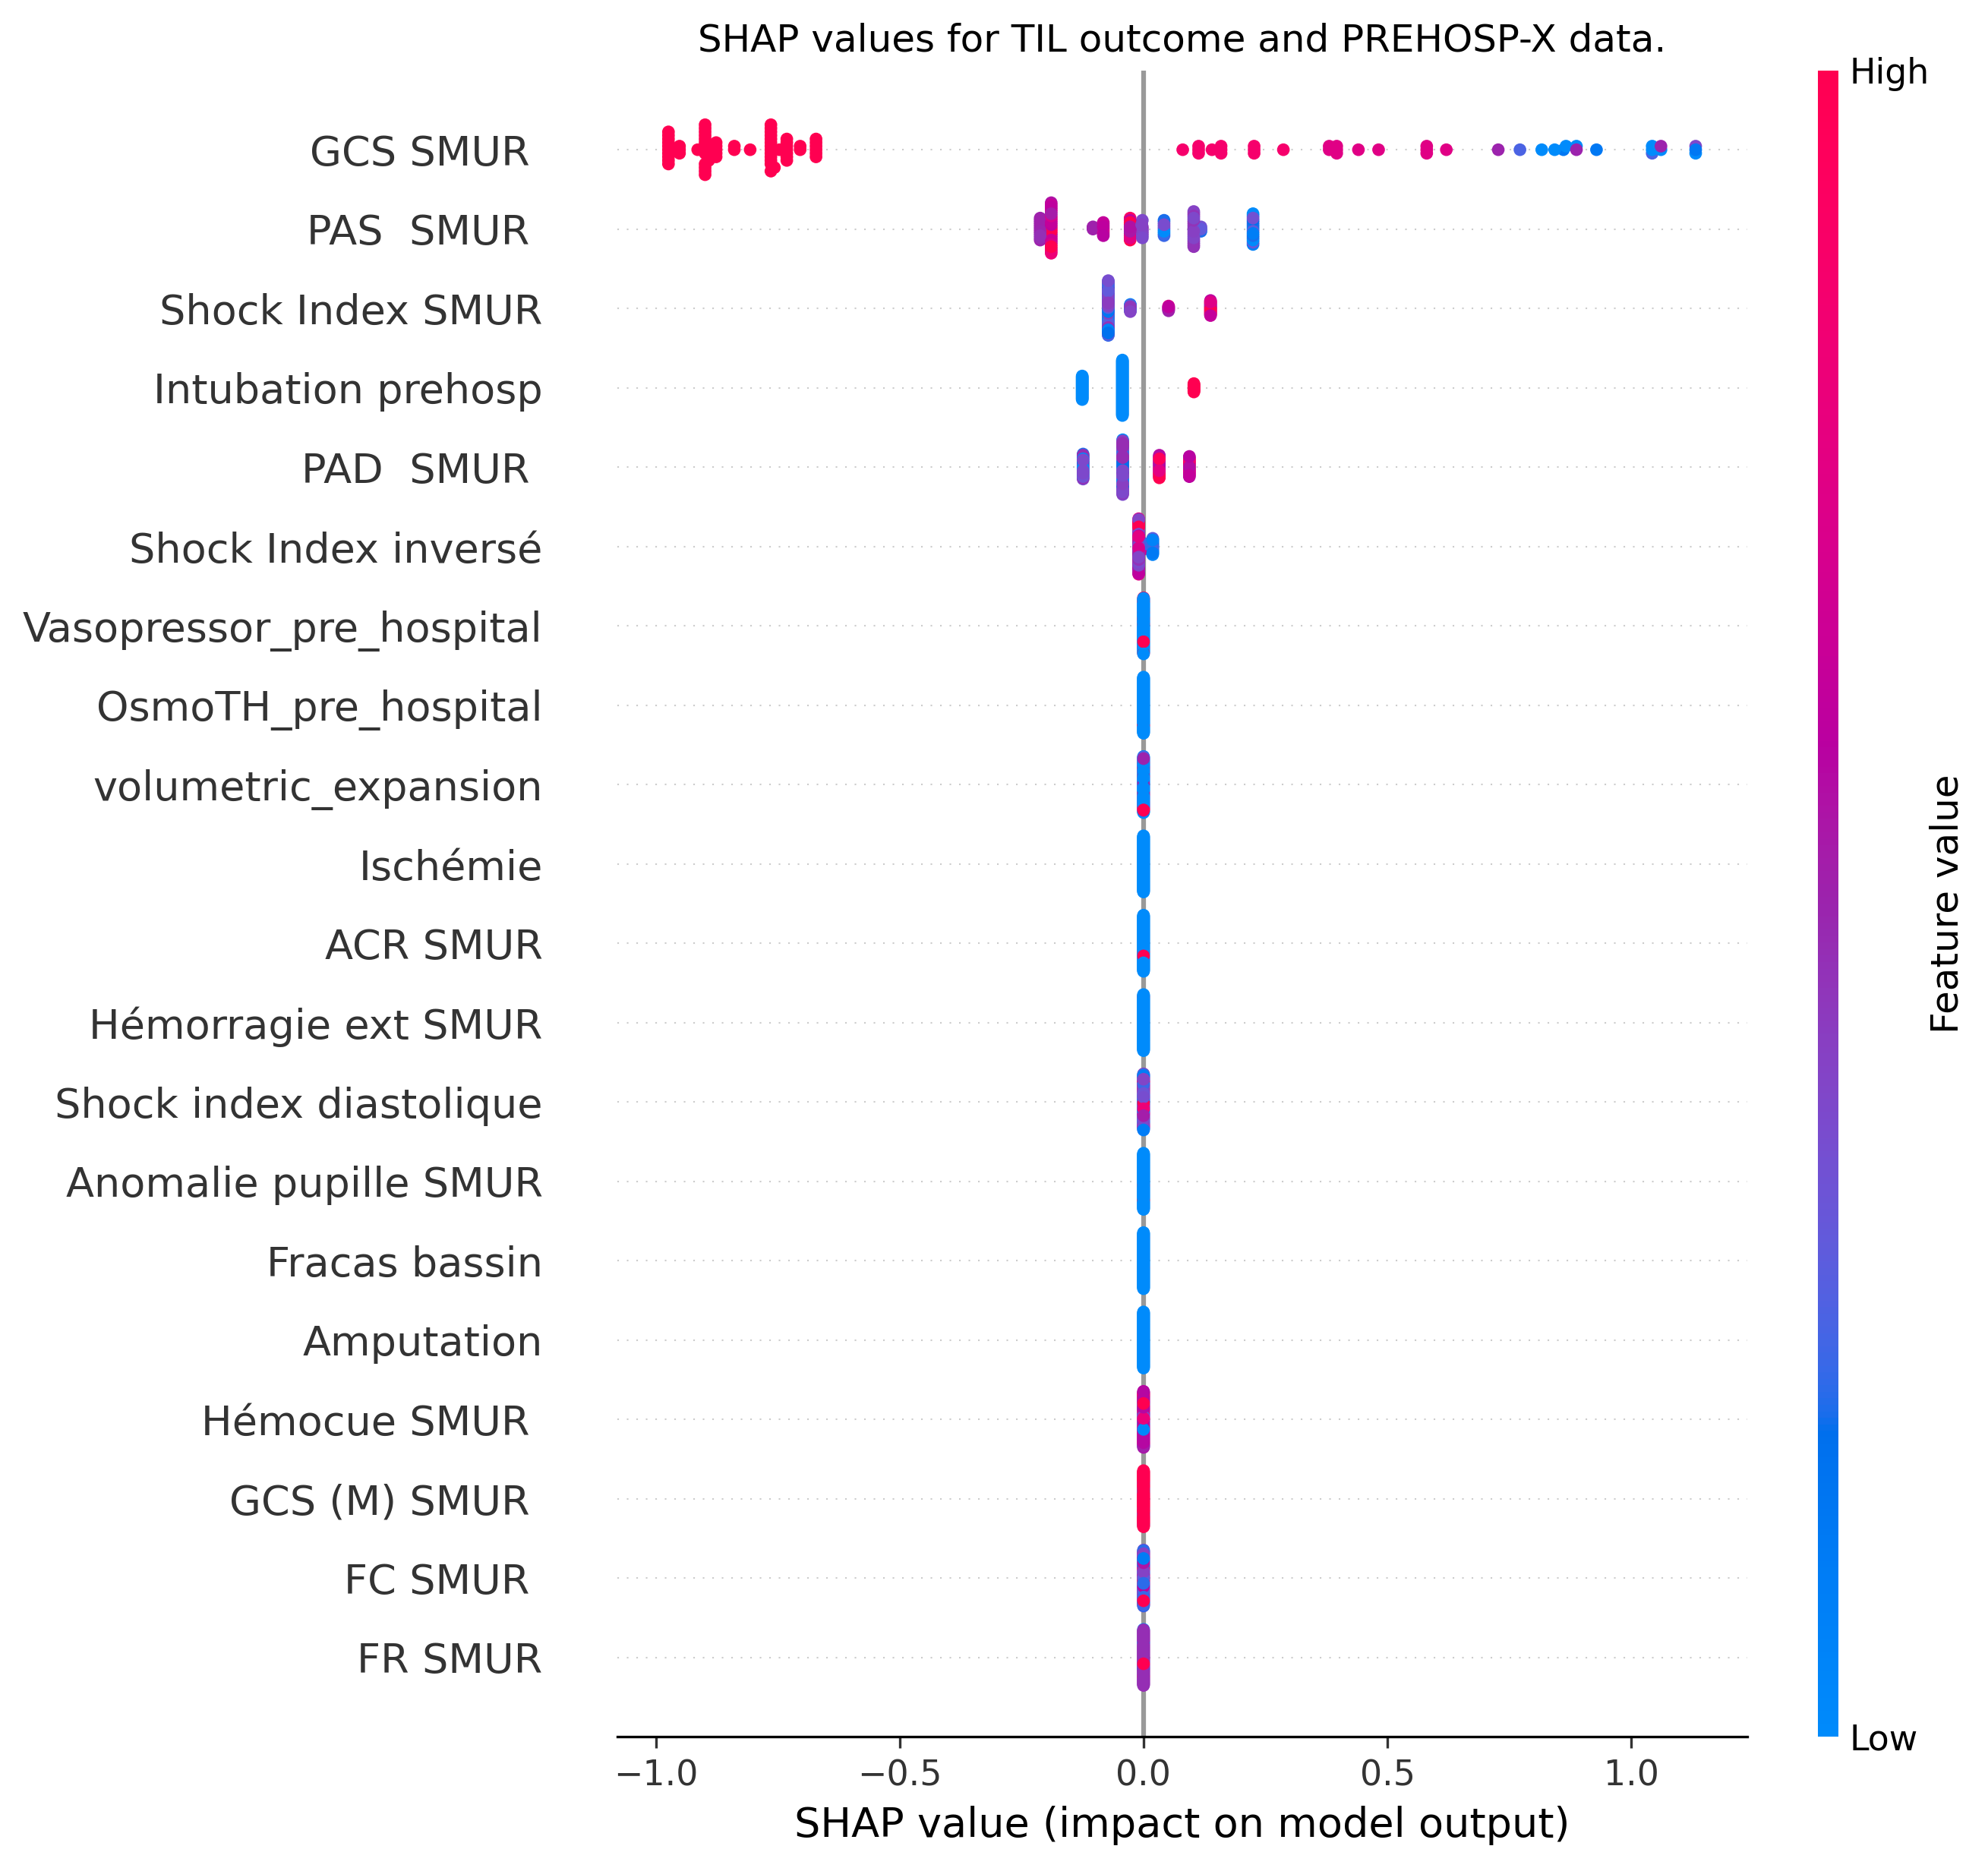 SHAP values for TIL outcome and PREHOSP-X data.
High
GCS SMUR
PAS  SMUR
Shock Index SMUR
Intubation prehosp
PAD  SMUR
Shock Index inversé
Vasopressor_pre_hospital
OsmoTH_pre_hospital
volumetric_expansion
Ischémie
ACR SMUR
Hémorragie ext SMUR
Shock index diastolique
Anomalie pupille SMUR
Fracas bassin
Amputation
Hémocue SMUR
GCS (M) SMUR
FC SMUR
FR SMUR
Feature value
Low
−1.0 −0.5 0.0 0.5 1.0
SHAP value (impact on model output)